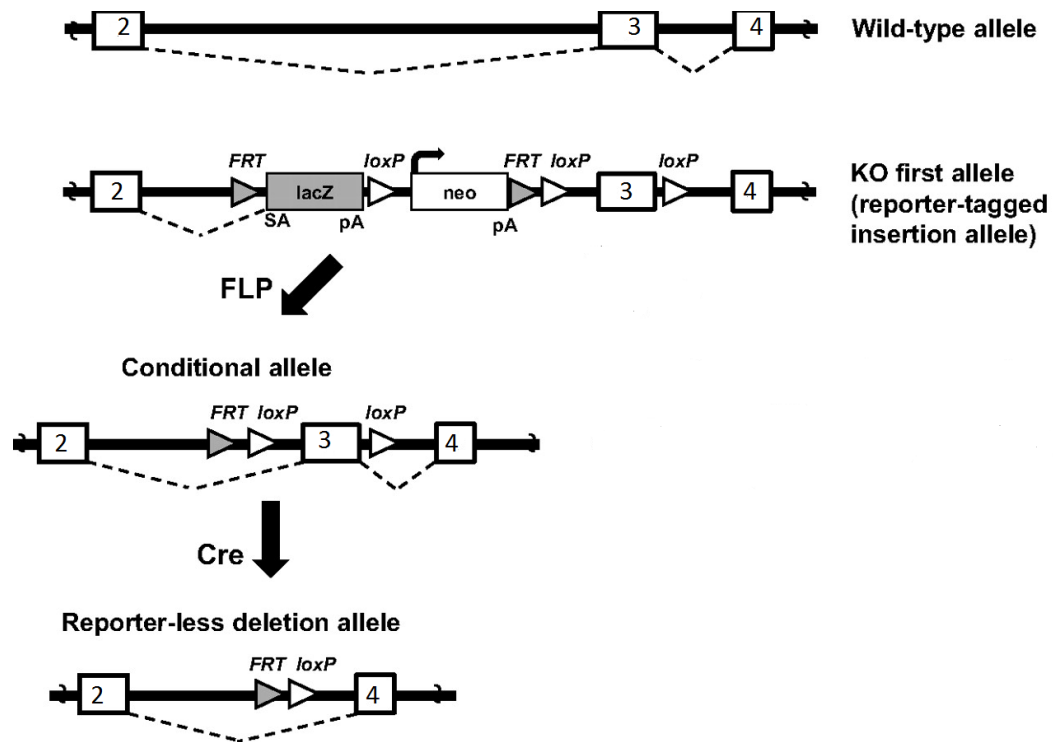 2 3 4 Wild-type allele
FRT loxP FRT loxP loxP
2 lacZ neo 3 4
SA pA pA
KO first allele
(reporter-tagged
insertion allele)
FLP
Conditional allele
FRT loxP loxP
2 3 4
Cre
Reporter-less deletion allele
FRT loxP
2 4